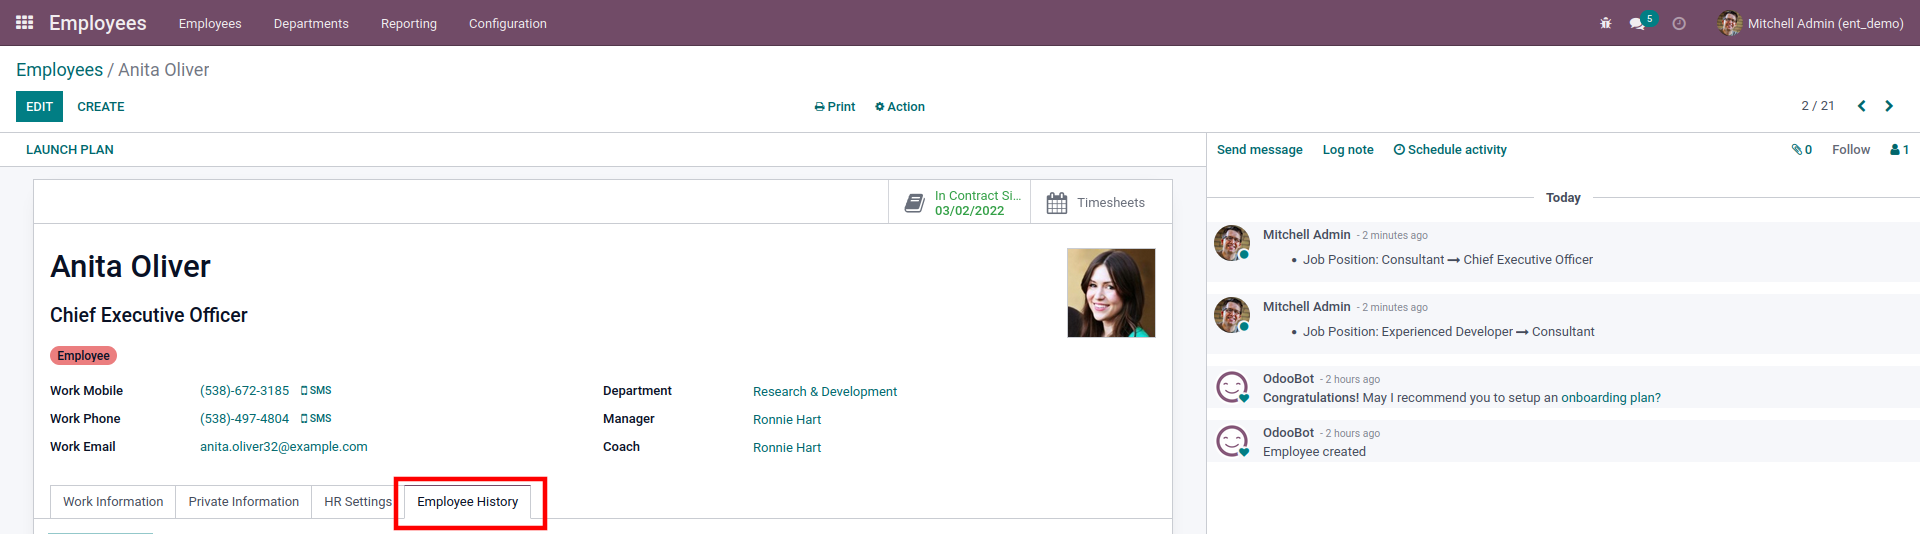 Employees Employees Departments Reporting Configuration 5 Mitchell Admin (ent_demo)
Employees / Anita Oliver
EDIT CREATE Print Action 2 / 21
LAUNCH PLAN
In Contract Si...
03/02/2022
Timesheets
Anita Oliver
Chief Executive Officer
Employee
Work Mobile (538)-672-3185 SMS Department Research & Development
Work Phone (538)-497-4804 SMS Manager Ronnie Hart
Work Email anita.oliver32@example.com Coach Ronnie Hart
Work Information Private Information HR Settings Employee History
Send message Log note Schedule activity 0 Follow 1
Today
Mitchell Admin - 2 minutes ago
• Job Position: Consultant → Chief Executive Officer
Mitchell Admin - 2 minutes ago
• Job Position: Experienced Developer → Consultant
OdooBot - 2 hours ago
Congratulations! May I recommend you to setup an onboarding plan?
OdooBot - 2 hours ago
Employee created